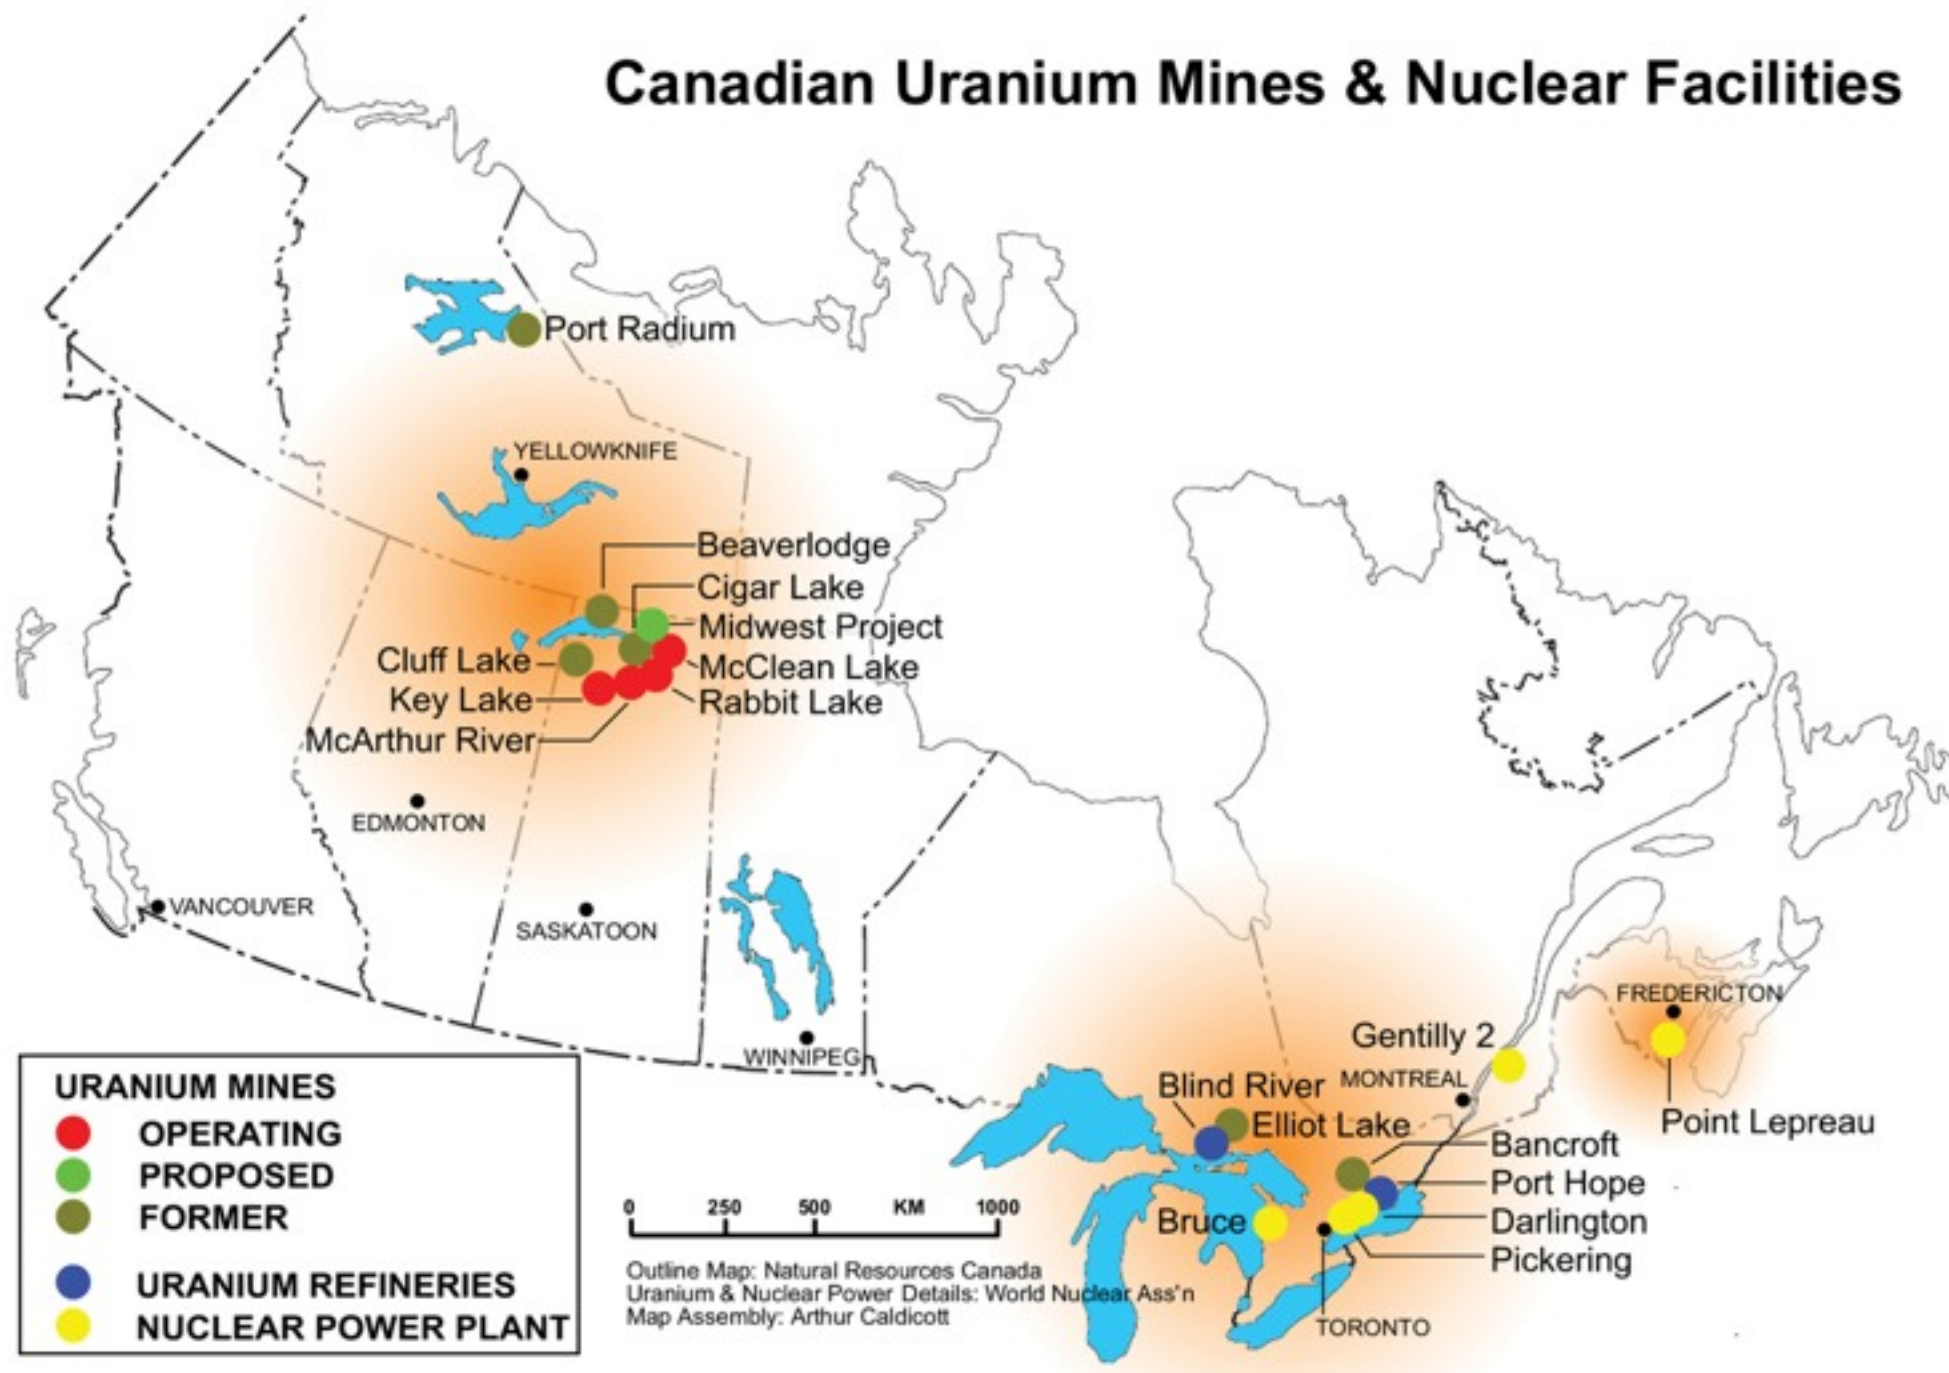 Canadian Uranium Mines & Nuclear Facilities
Port Radium
YELLOWKNIFE
Beaverlodge
Cigar Lake
Midwest Project
Cluff Lake
McClean Lake
Key Lake
Rabbit Lake
McArthur River
EDMONTON
VANCOUVER
SASKATOON
WINNIPEG
FREDERICTON
Gentilly 2
MONTREAL
Blind River
Elliot Lake
Point Lepreau
Bancroft
Port Hope
Bruce
Darlington
Pickering
TORONTO
URANIUM MINES
OPERATING
PROPOSED
FORMER
URANIUM REFINERIES
NUCLEAR POWER PLANT
0 250 500 KM 1000
Outline Map: Natural Resources Canada
Uranium & Nuclear Power Details: World Nuclear Ass'n
Map Assembly: Arthur Caldicott